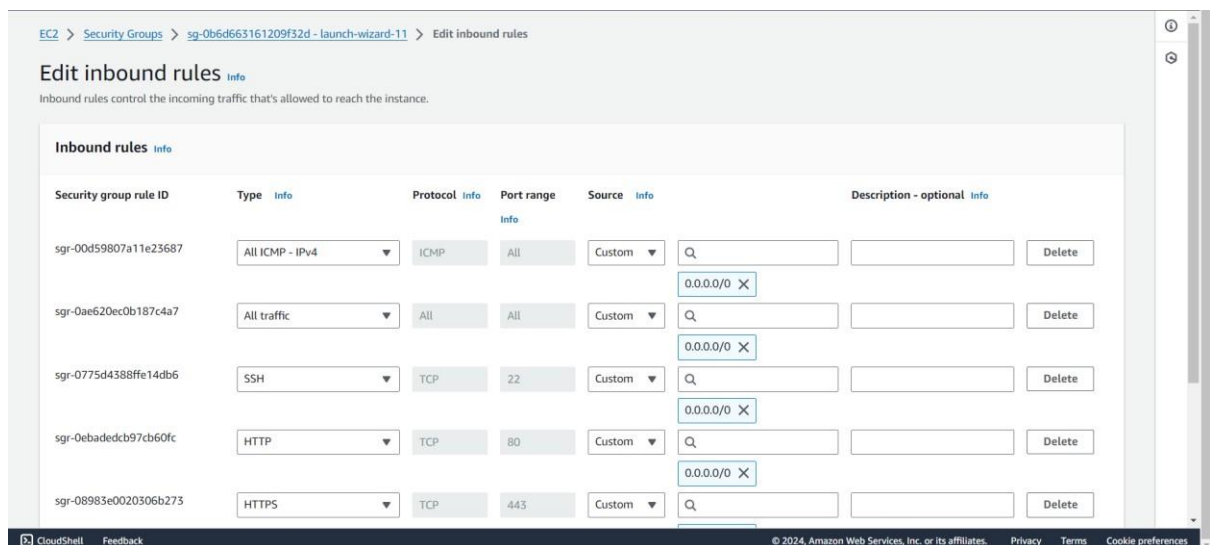 EC2 > Security Groups > sg-0b6d663161209f32d - launch-wizard-11 > Edit inbound rules
Edit inbound rules Info
Inbound rules control the incoming traffic that's allowed to reach the instance.
Inbound rules Info
Security group rule ID Type Info Protocol Info Port range Info Source Info Description - optional Info
sgr-00d59807a11e23687 All ICMP - IPv4 ICMP All Custom Delete
0.0.0.0/0
sgr-0ae620ec0b187c4a7 All traffic All All Custom Delete
0.0.0.0/0
sgr-0775d4388ffe14db6 SSH TCP 22 Custom Delete
0.0.0.0/0
sgr-0ebadedcb97cb60fc HTTP TCP 80 Custom Delete
0.0.0.0/0
sgr-08983e0020306b273 HTTPS TCP 443 Custom Delete
CloudShell Feedback © 2024, Amazon Web Services, Inc. or its affiliates. Privacy Terms Cookie preferences